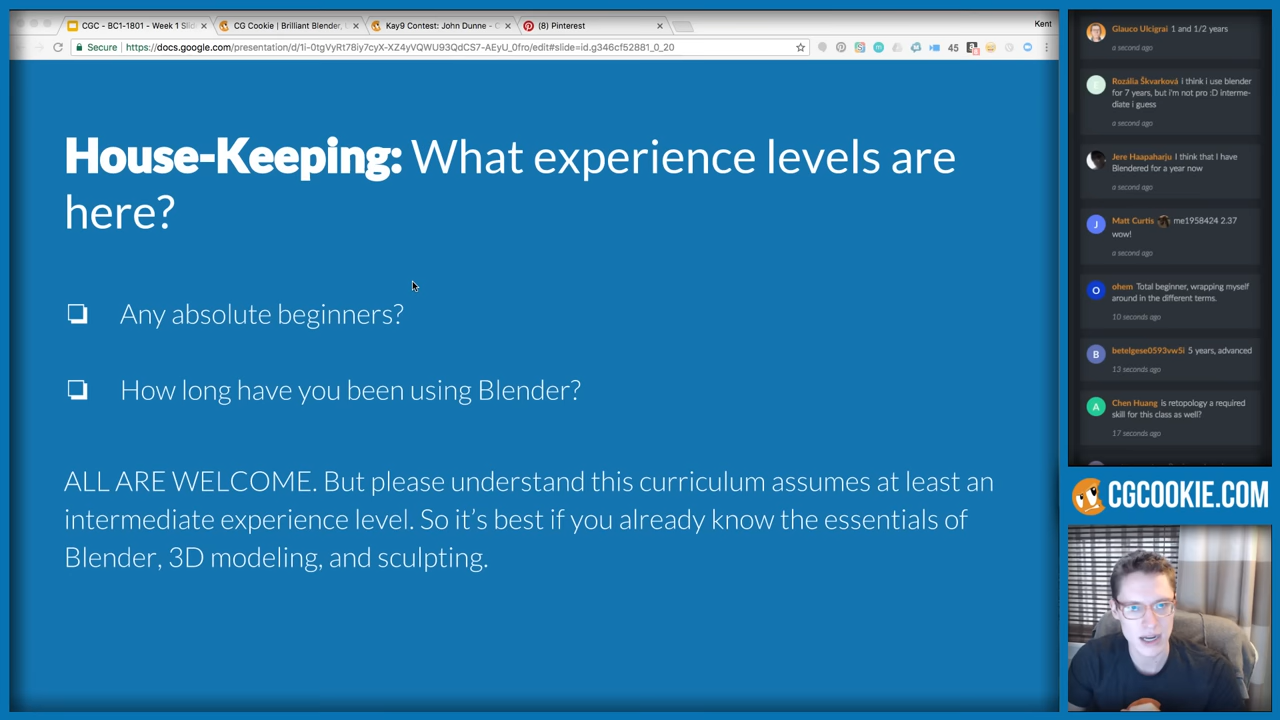 CGC - BC1-1801 - Week 1 Slid
CG Cookie | Brilliant Blender, U
Kay9 Contest: John Dunne - C
(8) Pinterest
Kent
Secure
https://docs.google.com/presentation/d/1i-0tgVyRt78iy7cyX-XZ4yVQWU93QdCS7-AEyU_0fro/edit#slide=id.g346cf52881_0_20
45
House-Keeping: What experience levels are
here?
Any absolute beginners?
How long have you been using Blender?
ALL ARE WELCOME. But please understand this curriculum assumes at least an
intermediate experience level. So it’s best if you already know the essentials of
Blender, 3D modeling, and sculpting.
Glauco Ulcigrai 1 and 1/2 years
a second ago
Rozália Škvarková i think i use blender
for 7 years, but i'm not pro :D interme-
diate i guess
a second ago
Jere Haapaharju I think that I have
Blendered for a year now
a second ago
J
Matt Curtis me1958424 2.37
wow!
a second ago
O
ohem Total beginner, wrapping myself
around in the different terms.
10 seconds ago
B
betelgese0593vw5i 5 years, advanced
13 seconds ago
A
Chen Huang is retopology a required
skill for this class as well?
17 seconds ago
CGCOOKIE.COM